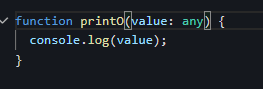 function printO(value: any) {
  console.log(value);
}